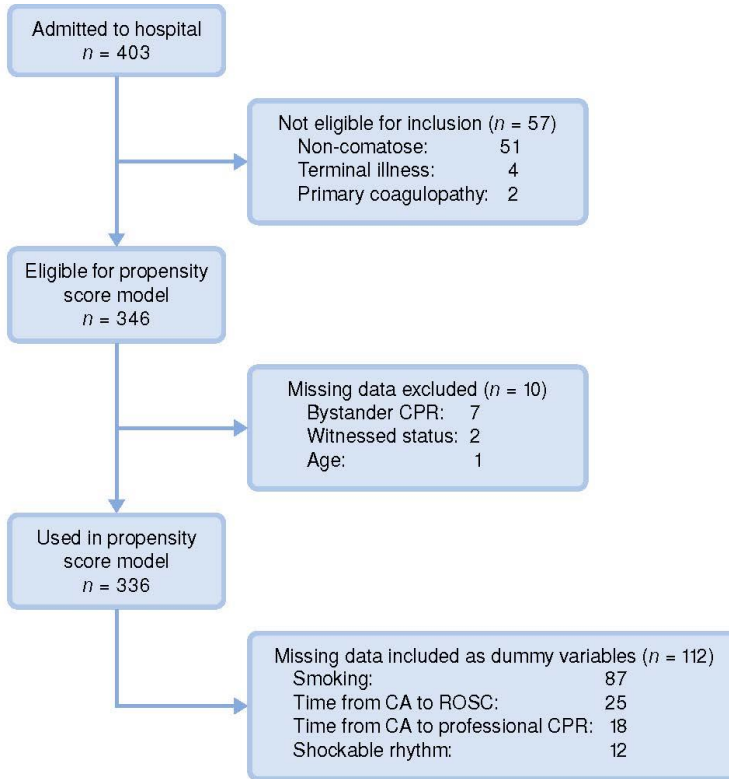 Admitted to hospital
n = 403
Not eligible for inclusion (n = 57)
Non-comatose: 51
Terminal illness: 4
Primary coagulopathy: 2
Eligible for propensity
score model
n = 346
Missing data excluded (n = 10)
Bystander CPR: 7
Witnessed status: 2
Age: 1
Used in propensity
score model
n = 336
Missing data included as dummy variables (n = 112)
Smoking: 87
Time from CA to ROSC: 25
Time from CA to professional CPR: 18
Shockable rhythm: 12